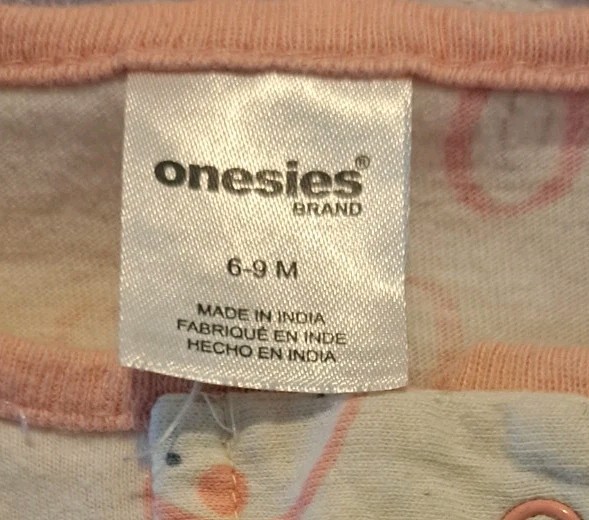 onesies®
BRAND
6-9 M
MADE IN INDIA
FABRIQUÉ EN INDE
HECHO EN INDIA